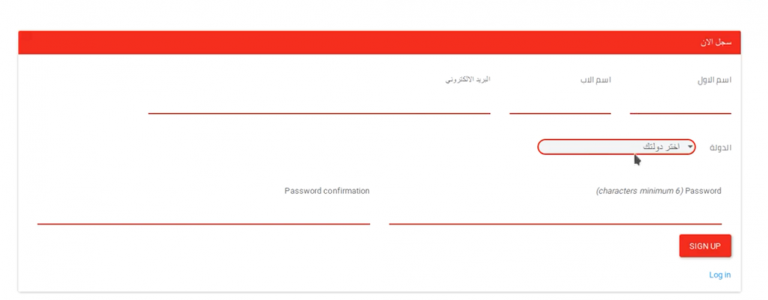 سجل الان
اسم الاول اسم الاب البريد الالكتروني
الدولة اختر دولتك
(characters minimum 6) Password Password confirmation
SIGN UP
Log in